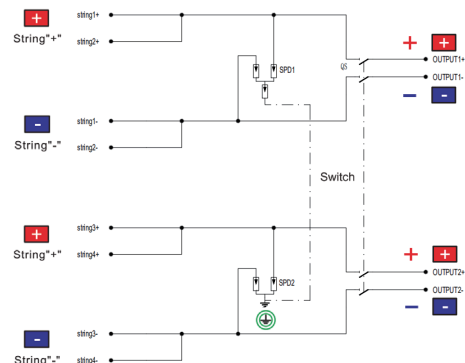 +
string1+
String"+"
string2+
+ +
QS
OUTPUT1+
SPD1
OUTPUT1-
- -
-
string1-
String"-"
string2-
Switch
+
string3+
String"+"
string4+
+ +
OUTPUT2+
SPD2
OUTPUT2-
- -
-
string3-
String"-"
string4-